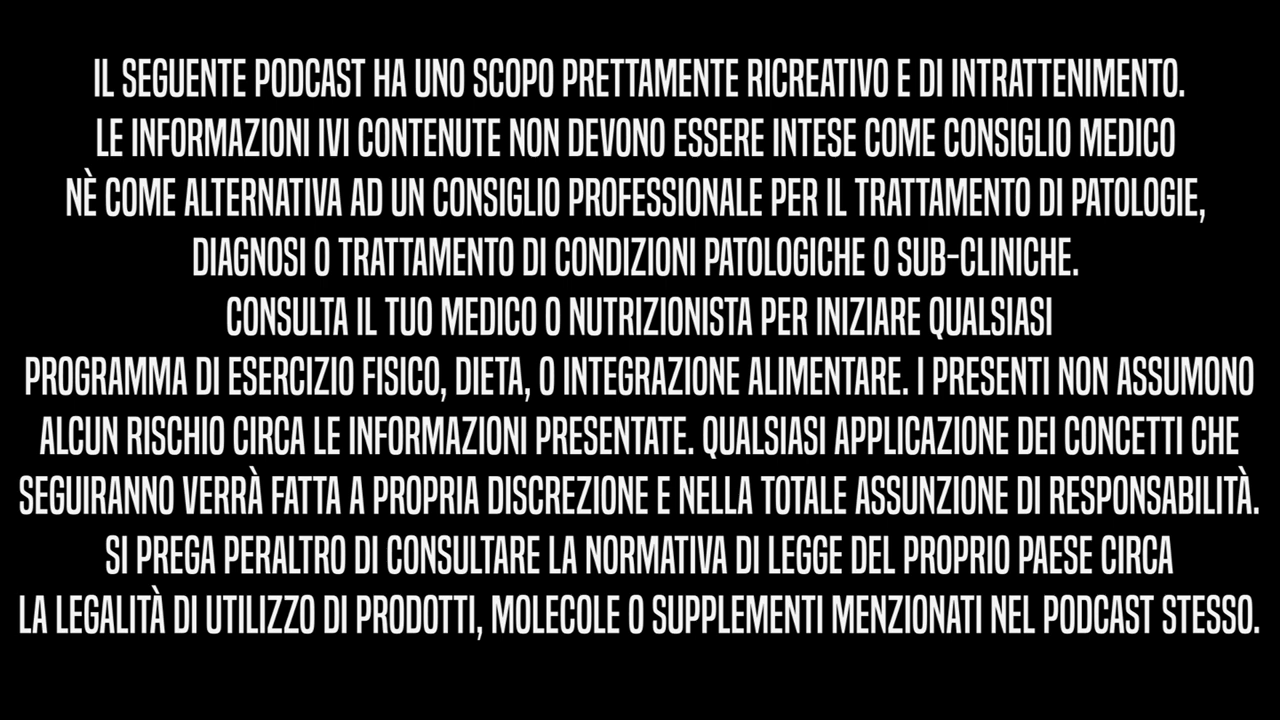 IL SEGUENTE PODCAST HA UNO SCOPO PRETTAMENTE RICREATIVO E DI INTRATTENIMENTO.
LE INFORMAZIONI IVI CONTENUTE NON DEVONO ESSERE INTESE COME CONSIGLIO MEDICO
NÈ COME ALTERNATIVA AD UN CONSIGLIO PROFESSIONALE PER IL TRATTAMENTO DI PATOLOGIE,
DIAGNOSI O TRATTAMENTO DI CONDIZIONI PATOLOGICHE O SUB-CLINICHE.
CONSULTA IL TUO MEDICO O NUTRIZIONISTA PER INIZIARE QUALSIASI
PROGRAMMA DI ESERCIZIO FISICO, DIETA, O INTEGRAZIONE ALIMENTARE. I PRESENTI NON ASSUMONO
ALCUN RISCHIO CIRCA LE INFORMAZIONI PRESENTATE. QUALSIASI APPLICAZIONE DEI CONCETTI CHE
SEGUIRANNO VERRÀ FATTA A PROPRIA DISCREZIONE E NELLA TOTALE ASSUNZIONE DI RESPONSABILITÀ.
SI PREGA PERALTRO DI CONSULTARE LA NORMATIVA DI LEGGE DEL PROPRIO PAESE CIRCA
LA LEGALITÀ DI UTILIZZO DI PRODOTTI, MOLECOLE O SUPPLEMENTI MENZIONATI NEL PODCAST STESSO.